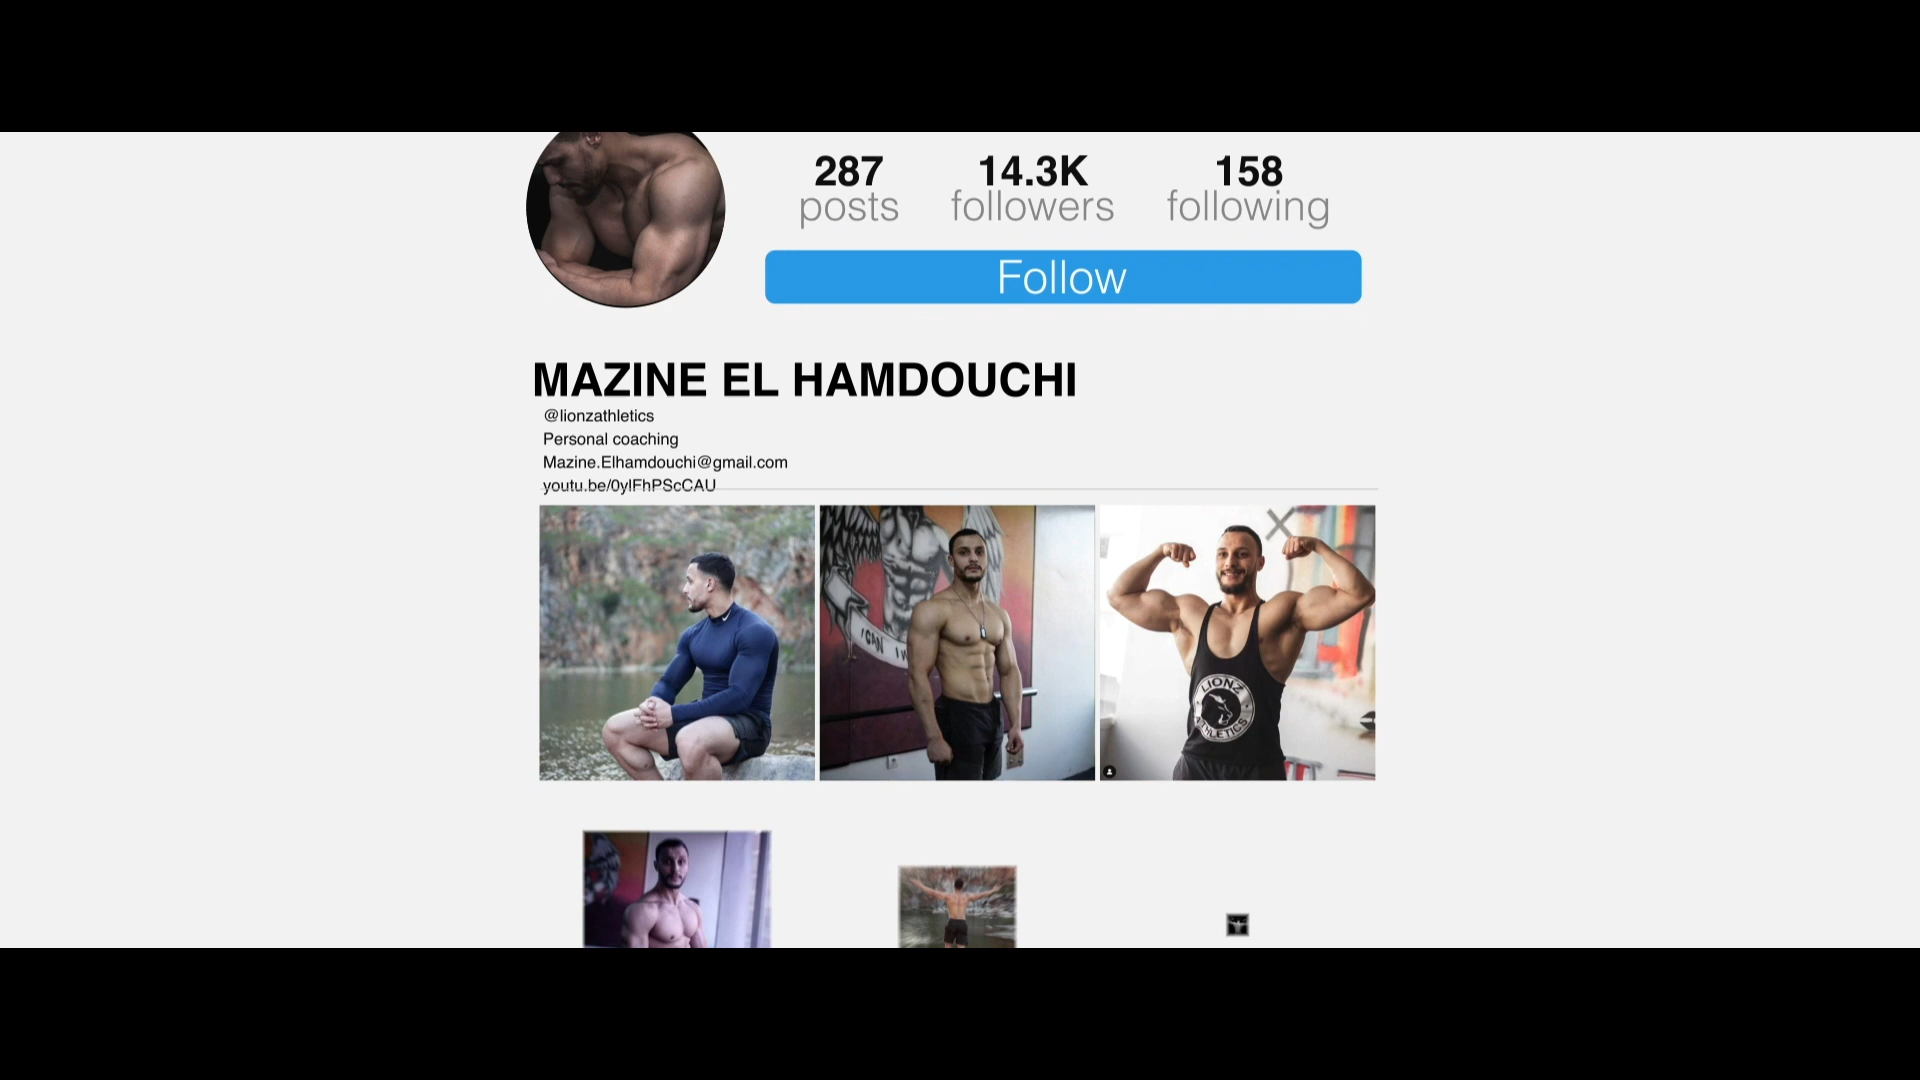 287 14.3K 158
posts followers following
Follow
MAZINE EL HAMDOUCHI
@lionzathletics
Personal coaching
Mazine.Elhamdouchi@gmail.com
youtu.be/0ylFhPScCAU
I CAN I W
LIONZ
ATHLETICS